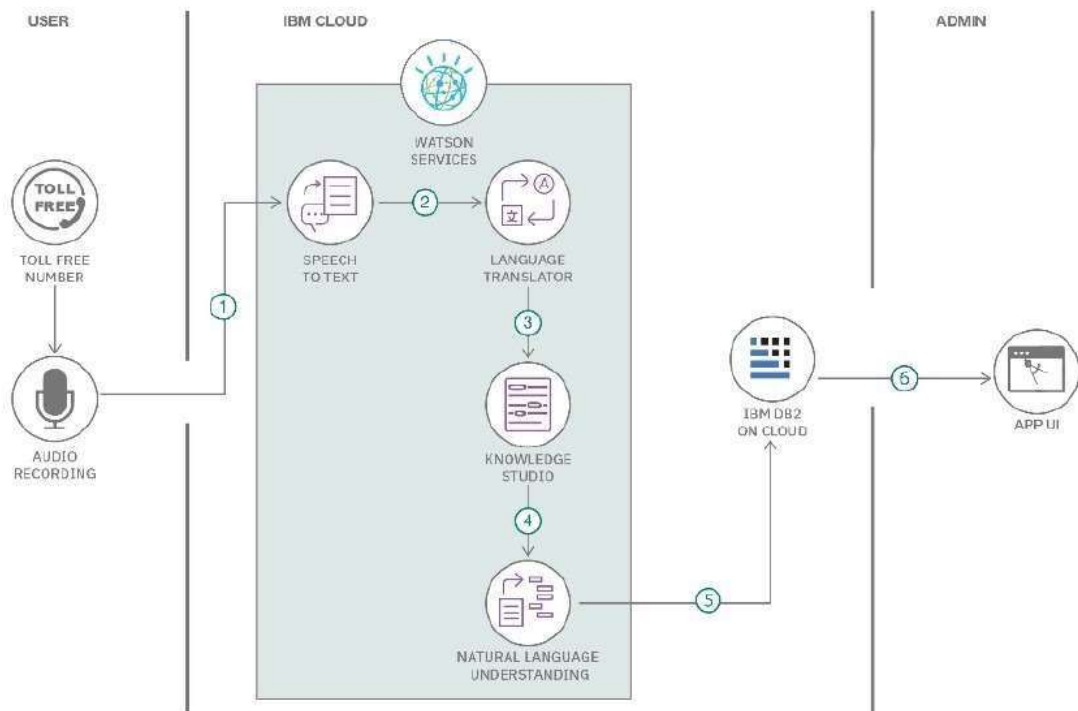 USER
IBM CLOUD
ADMIN
WATSON
SERVICES
TOLL
FREE
TOLL FREE
NUMBER
SPEECH
TO TEXT
2
A
文
LANGUAGE
TRANSLATOR
1
3
AUDIO
RECORDING
KNOWLEDGE
STUDIO
IBM DB2
ON CLOUD
6
APP UI
4
NATURAL LANGUAGE
UNDERSTANDING
5